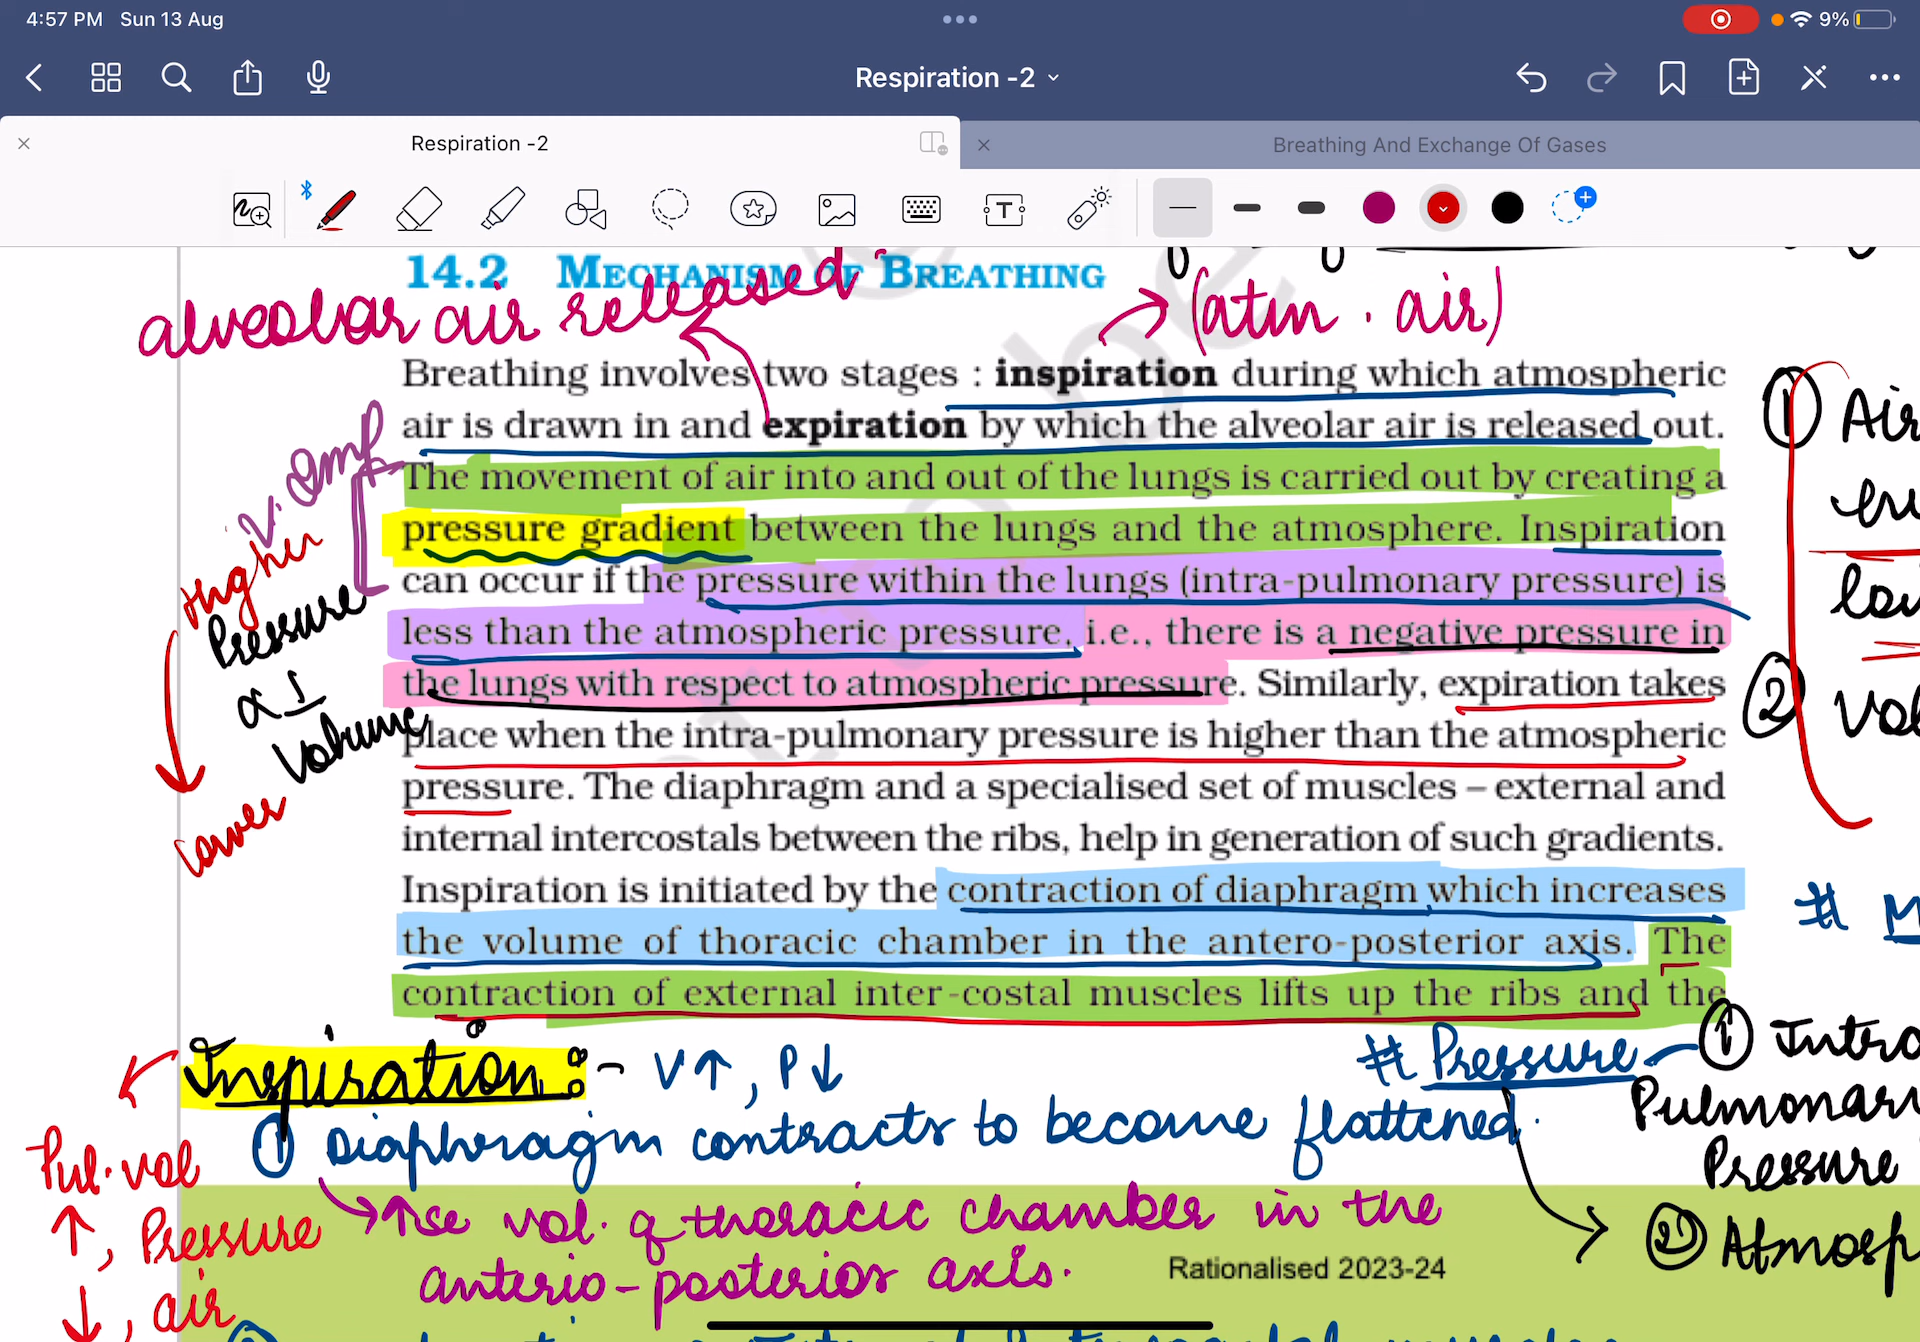 4:57 PM Sun 13 Aug
9%
Respiration -2
Respiration -2
Breathing And Exchange Of Gases
14.2 MECHANISM OF BREATHING
alveolar air released
(atm. air)
Breathing involves two stages : inspiration during which atmospheric
air is drawn in and expiration by which the alveolar air is released out.
The movement of air into and out of the lungs is carried out by creating a
pressure gradient between the lungs and the atmosphere. Inspiration
can occur if the pressure within the lungs (intra-pulmonary pressure) is
less than the atmospheric pressure, i.e., there is a negative pressure in
the lungs with respect to atmospheric pressure. Similarly, expiration takes
place when the intra-pulmonary pressure is higher than the atmospheric
pressure. The diaphragm and a specialised set of muscles – external and
internal intercostals between the ribs, help in generation of such gradients.
Inspiration is initiated by the contraction of diaphragm which increases
the volume of thoracic chamber in the antero-posterior axis. The
contraction of external inter-costal muscles lifts up the ribs and the
V. Imp
Higher
Pressure
α 1
Volume
Lower
① Air
②
#
Inspiration :- V↑, P↓
① Diaphragm contracts to become flattened.
→ ↑se vol. of thoracic chamber in the
anterio-posterior axis.
Pul. vol
↑, Pressure
↓, air
# Pressure
① Intra
Pulmonary
Pressure
②
Rationalised 2023-24